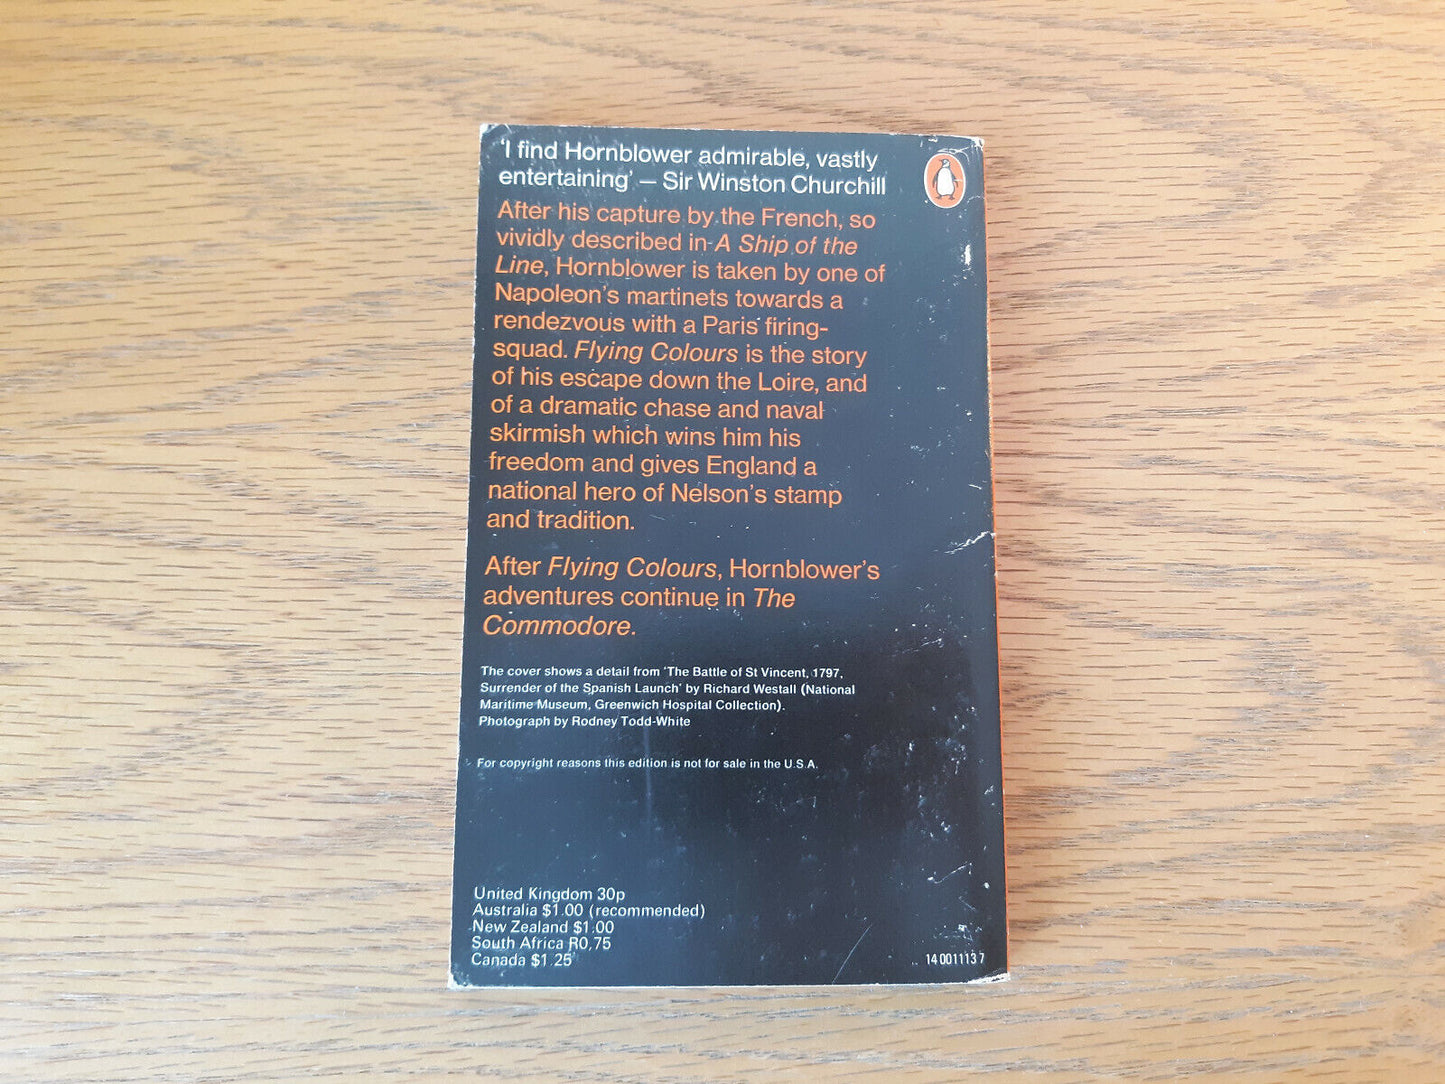 'I find Hornblower admirable, vastly
entertaining' – Sir Winston Churchill
After his capture by the French, so
vividly described in A Ship of the
Line, Hornblower is taken by one of
Napoleon's martinets towards a
rendezvous with a Paris firing-
squad. Flying Colours is the story
of his escape down the Loire, and
of a dramatic chase and naval
skirmish which wins him his
freedom and gives England a
national hero of Nelson's stamp
and tradition.
After Flying Colours, Hornblower's
adventures continue in The
Commodore.
The cover shows a detail from 'The Battle of St Vincent, 1797,
Surrender of the Spanish Launch' by Richard Westall (National
Maritime Museum, Greenwich Hospital Collection).
Photograph by Rodney Todd-White
For copyright reasons this edition is not for sale in the U.S.A.
United Kingdom 30p
Australia $1.00 (recommended)
New Zealand $1.00
South Africa R0,75
Canada $1.25
14 001113 7